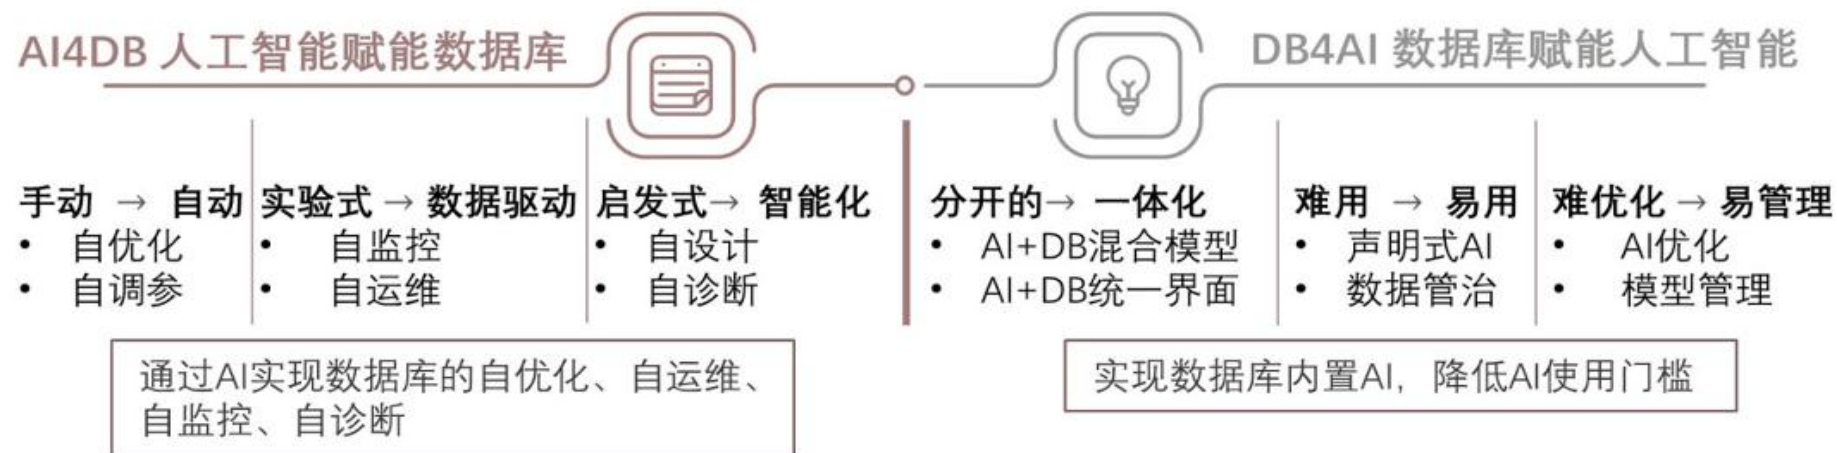 AI4DB 人工智能赋能数据库
手动 → 自动
• 自优化
• 自调参
实验式 → 数据驱动
• 自监控
• 自运维
启发式 → 智能化
• 自设计
• 自诊断
通过AI实现数据库的自优化、自运维、
自监控、自诊断
DB4AI 数据库赋能人工智能
分开的 → 一体化
• AI+DB混合模型
• AI+DB统一界面
难用 → 易用
• 声明式AI
• 数据管治
难优化 → 易管理
• AI优化
• 模型管理
实现数据库内置AI，降低AI使用门槛